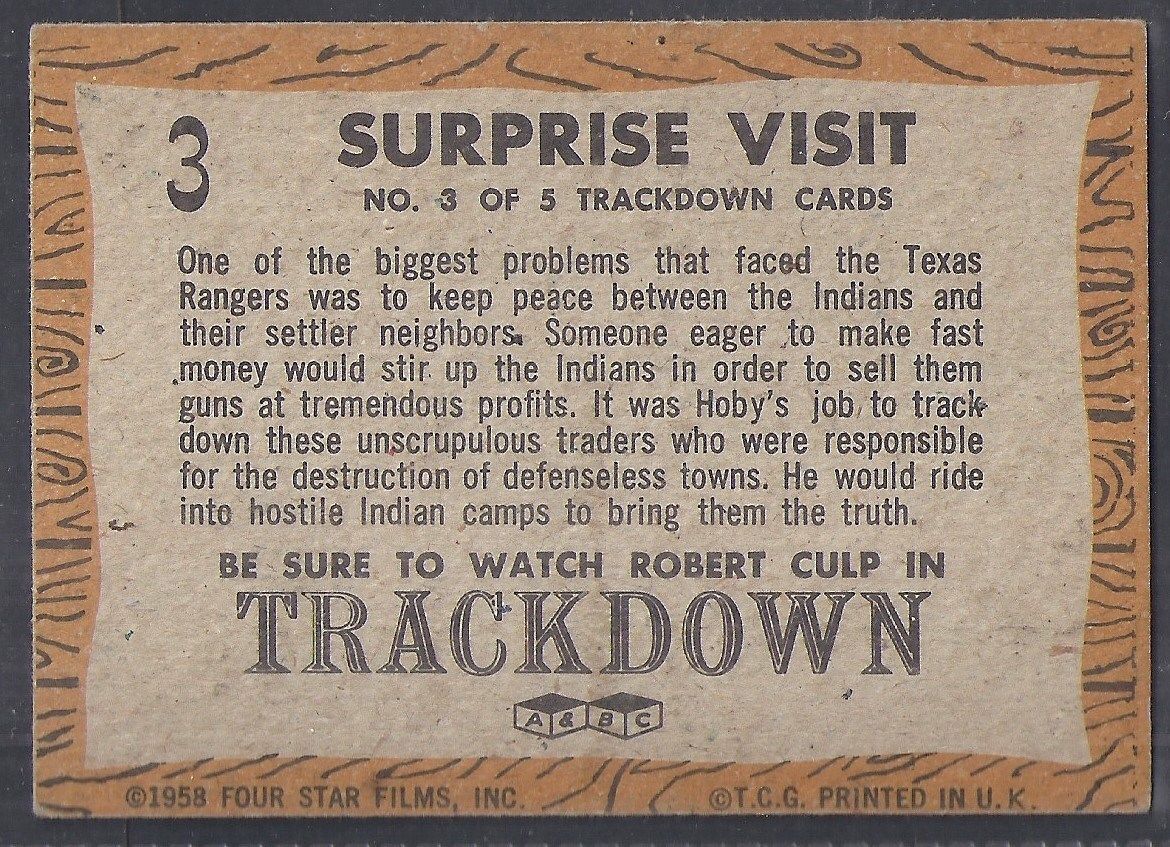 3
SURPRISE VISIT
NO. 3 OF 5 TRACKDOWN CARDS
One of the biggest problems that faced the Texas
Rangers was to keep peace between the Indians and
their settler neighbors. Someone eager to make fast
money would stir up the Indians in order to sell them
guns at tremendous profits. It was Hoby's job to track
down these unscrupulous traders who were responsible
for the destruction of defenseless towns. He would ride
into hostile Indian camps to bring them the truth.
BE SURE TO WATCH ROBERT CULP IN
TRACKDOWN
A & B C
©1958 FOUR STAR FILMS, INC. ©T.C.G. PRINTED IN U.K.